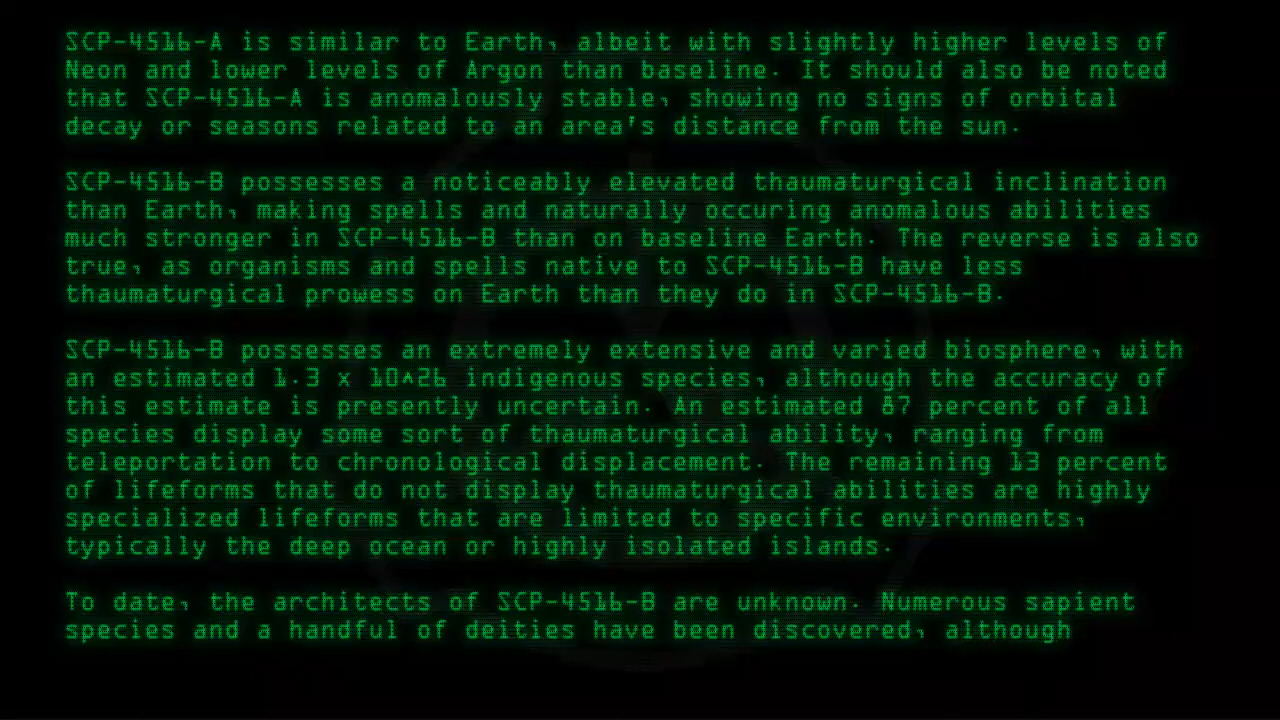 SCP-4516-A is similar to Earth, albeit with slightly higher levels of
Neon and lower levels of Argon than baseline. It should also be noted
that SCP-4516-A is anomalously stable, showing no signs of orbital
decay or seasons related to an area's distance from the sun.
SCP-4516-B possesses a noticeably elevated thaumaturgical inclination
than Earth, making spells and naturally occuring anomalous abilities
much stronger in SCP-4516-B than on baseline Earth. The reverse is also
true, as organisms and spells native to SCP-4516-B have less
thaumaturgical prowess on Earth than they do in SCP-4516-B.
SCP-4516-B possesses an extremely extensive and varied biosphere, with
an estimated 1.3 x 10^26 indigenous species, although the accuracy of
this estimate is presently uncertain. An estimated 87 percent of all
species display some sort of thaumaturgical ability, ranging from
teleportation to chronological displacement. The remaining 13 percent
of lifeforms that do not display thaumaturgical abilities are highly
specialized lifeforms that are limited to specific environments,
typically the deep ocean or highly isolated islands.
To date, the architects of SCP-4516-B are unknown. Numerous sapient
species and a handful of deities have been discovered, although